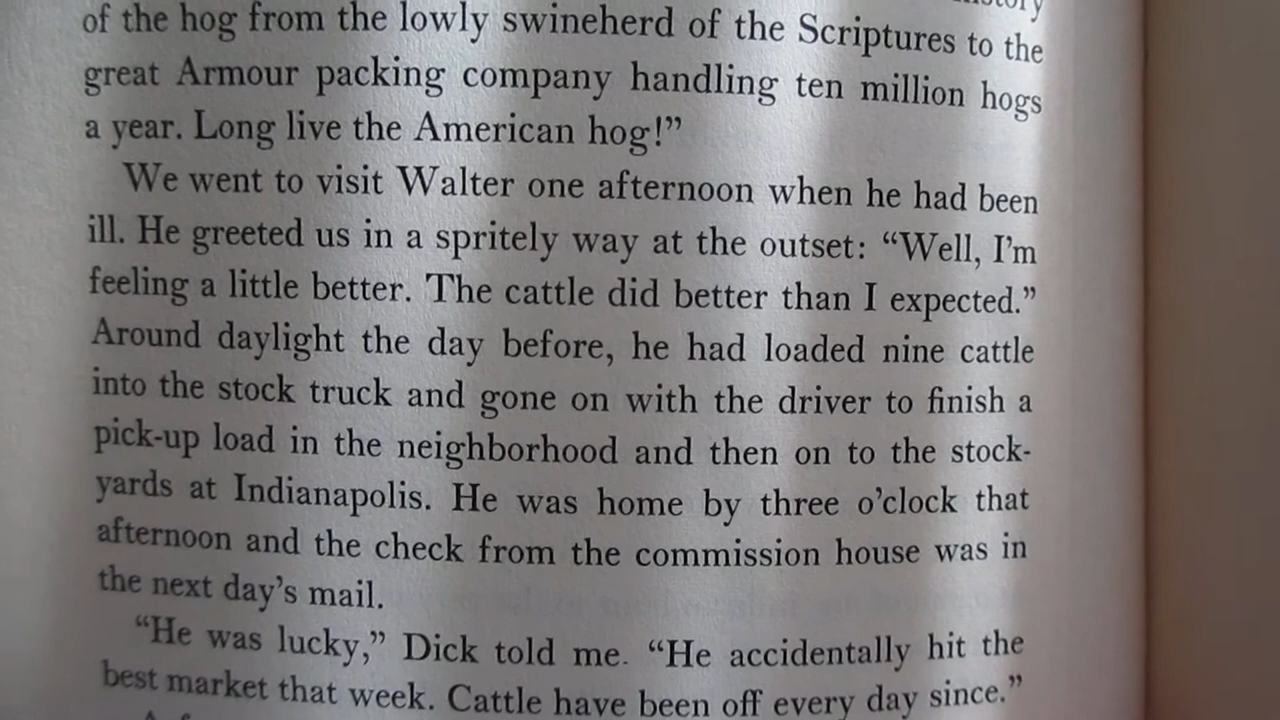 of the hog from the lowly swineherd of the Scriptures to the
great Armour packing company handling ten million hogs
a year. Long live the American hog!”
We went to visit Walter one afternoon when he had been
ill. He greeted us in a spritely way at the outset: “Well, I’m
feeling a little better. The cattle did better than I expected.”
Around daylight the day before, he had loaded nine cattle
into the stock truck and gone on with the driver to finish a
pick-up load in the neighborhood and then on to the stock-
yards at Indianapolis. He was home by three o’clock that
afternoon and the check from the commission house was in
the next day’s mail.
“He was lucky,” Dick told me. “He accidentally hit the
best market that week. Cattle have been off every day since.”